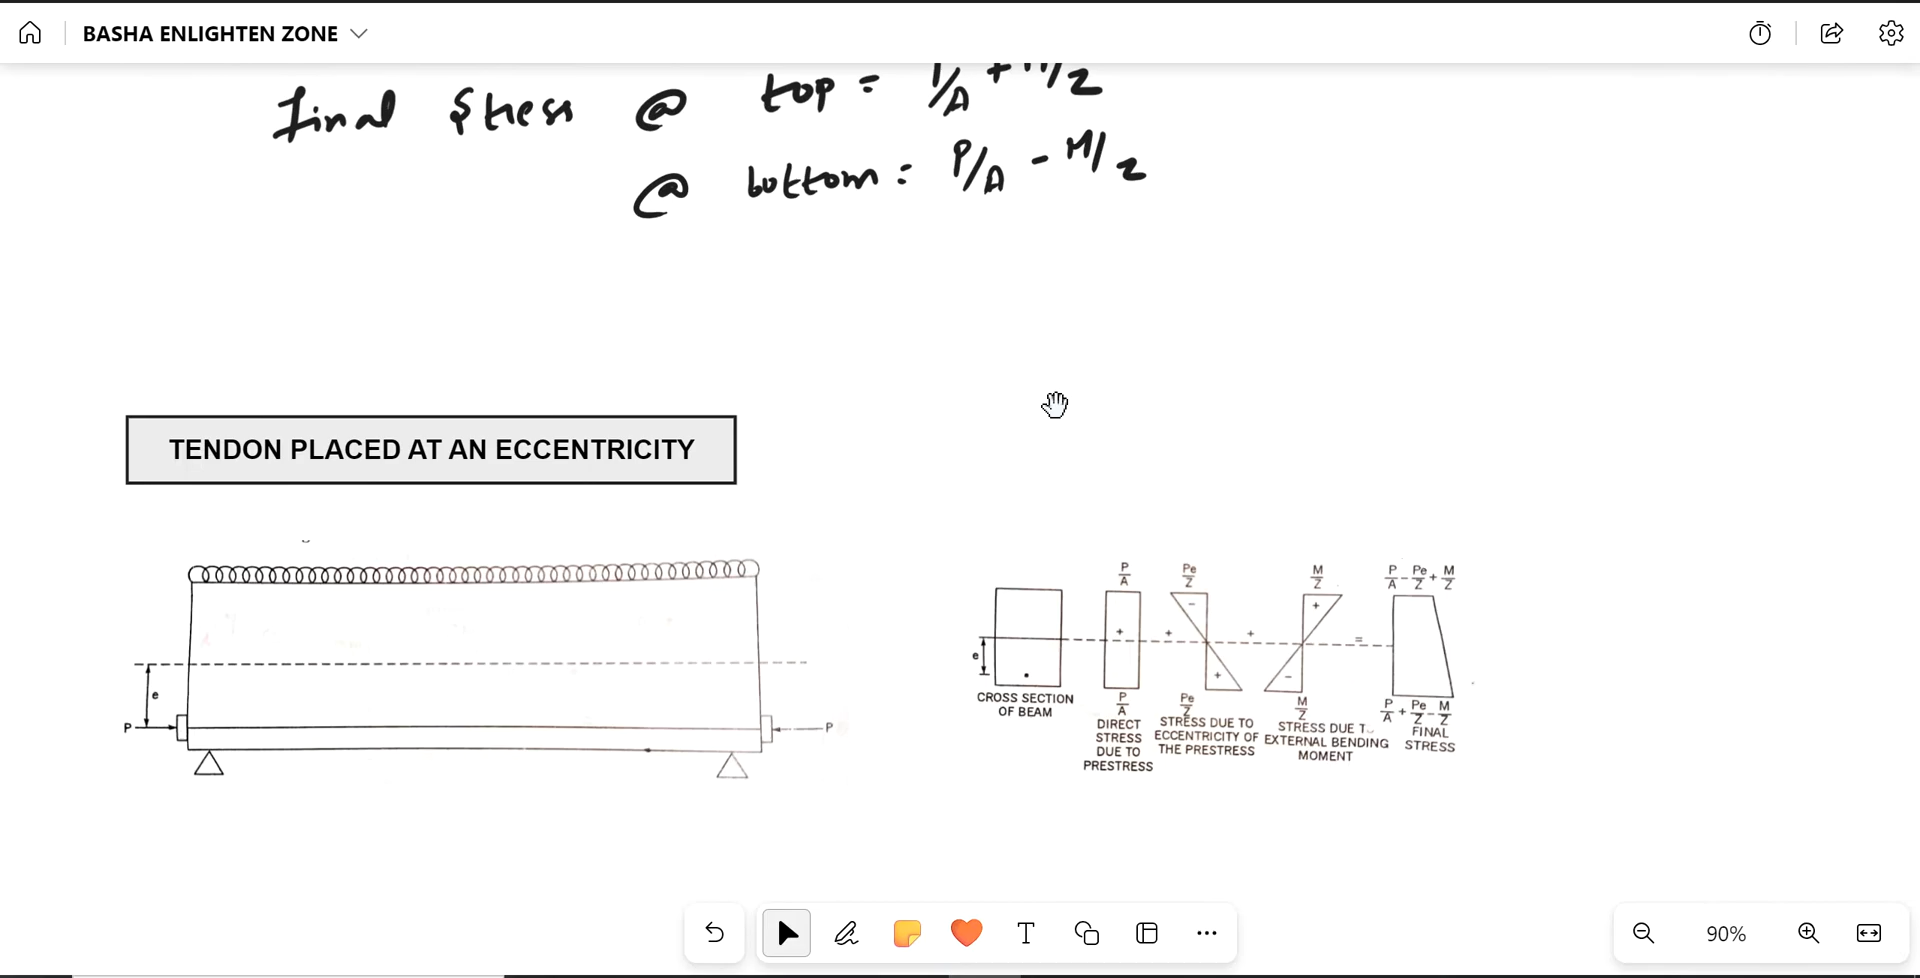 BASHA ENLIGHTEN ZONE
final stress @ top = P/A + M/Z
@ bottom = P/A - M/Z
TENDON PLACED AT AN ECCENTRICITY
e
P
P
P/A
Pe/Z
M/Z
P/A - Pe/Z + M/Z
+
-
+
+
+
-
+
=
e
CROSS SECTION
OF BEAM
P/A
DIRECT
STRESS
DUE TO
PRESTRESS
Pe/Z
STRESS DUE TO
ECCENTRICITY OF
THE PRESTRESS
M/Z
STRESS DUE
EXTERNAL BENDING
MOMENT
P/A + Pe/Z - M/Z
FINAL
STRESS
T
90%